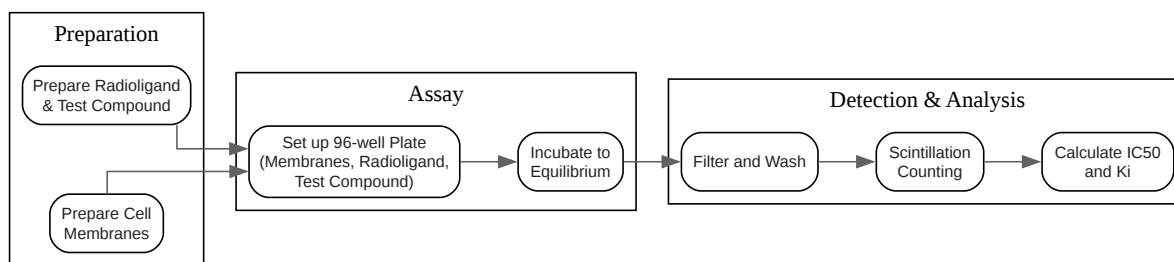 Preparation
Prepare Radioligand
& Test Compound
Prepare Cell
Membranes
Assay
Set up 96-well Plate
(Membranes, Radioligand,
Test Compound)
Incubate to
Equilibrium
Detection & Analysis
Filter and Wash
Scintillation
Counting
Calculate IC50
and Ki